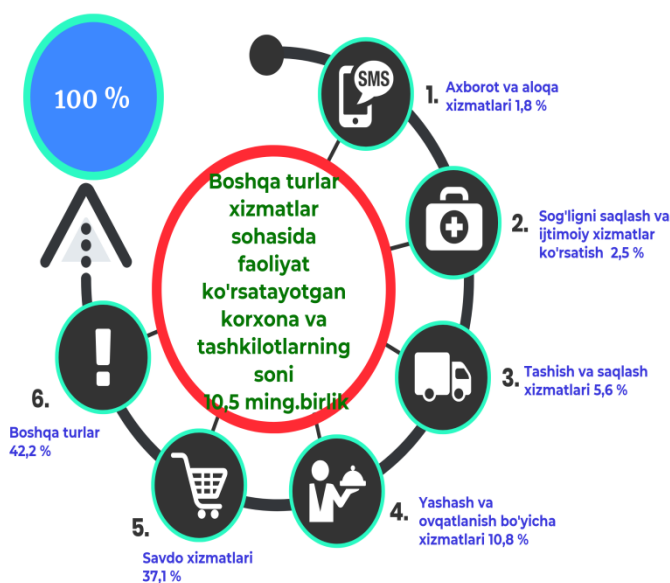 100 %
SMS
1. Axborot va aloqa
xizmatlari 1,8 %
Boshqa turlar
xizmatlar
sohasida
faoliyat
ko'rsatayotgan
korxona va
tashkilotlarning
soni
10,5 ming.birlik
2. Sog'ligni saqlash va
ijtimoiy xizmatlar
ko'rsatish 2,5 %
3. Tashish va saqlash
xizmatlari 5,6 %
4. Yashash va
ovqatlanish bo'yicha
xizmatlari 10,8 %
5.
Savdo xizmatlari
37,1 %
6.
Boshqa turlar
42,2 %